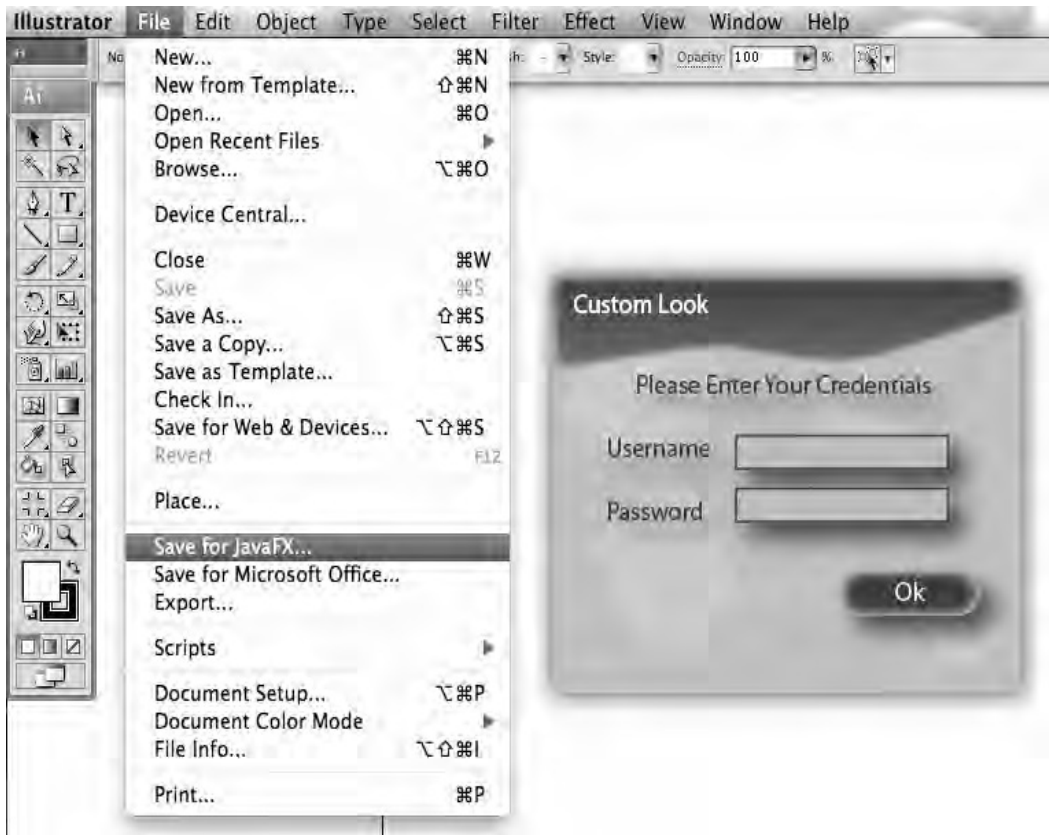 Illustrator File Edit Object Type Select Filter Effect View Window Help
No
sh: - Style: Opacity: 100 %
Ai
T
New... ⌘N
New from Template... ⇧⌘N
Open... ⌘O
Open Recent Files
Browse... ⌥⌘O
Device Central...
Close ⌘W
Save ⌘S
Save As... ⇧⌘S
Save a Copy... ⌥⌘S
Save as Template...
Check In...
Save for Web & Devices... ⌥⇧⌘S
Revert F12
Place...
Save for JavaFX...
Save for Microsoft Office...
Export...
Scripts
Document Setup... ⌥⌘P
Document Color Mode
File Info... ⌥⇧⌘I
Print... ⌘P
Custom Look
Please Enter Your Credentials
Username
Password
Ok